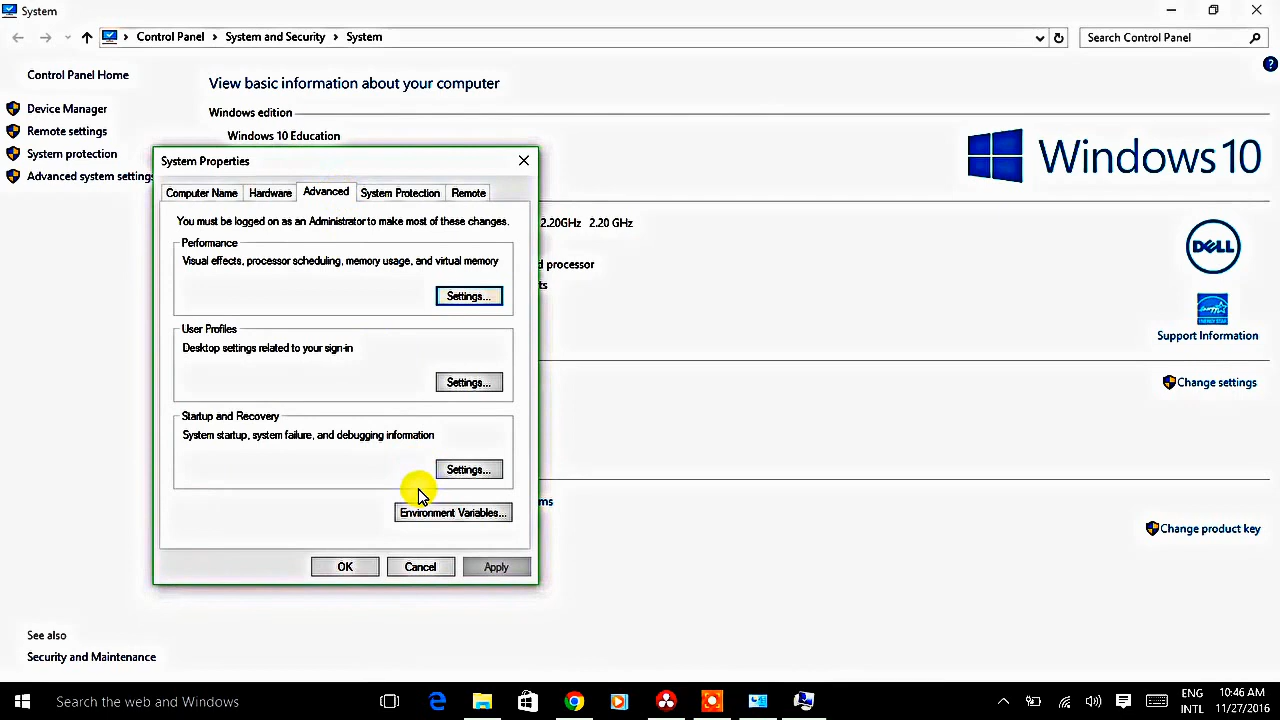 System
Control Panel > System and Security > System
Search Control Panel
Control Panel Home
Device Manager
Remote settings
System protection
Advanced system settings
View basic information about your computer
Windows edition
Windows 10 Education
Windows 10
System Properties
Computer Name Hardware Advanced System Protection Remote
You must be logged on as an Administrator to make most of these changes.
Performance
Visual effects, processor scheduling, memory usage, and virtual memory
Settings...
User Profiles
Desktop settings related to your sign-in
Settings...
Startup and Recovery
System startup, system failure, and debugging information
Settings...
Environment Variables...
OK Cancel Apply
2.20GHz 2.20 GHz
d processor
ts
ms
DELL
ENERGY STAR
Support Information
Change settings
Change product key
See also
Security and Maintenance
Search the web and Windows
ENG
INTL
10:46 AM
11/27/2016